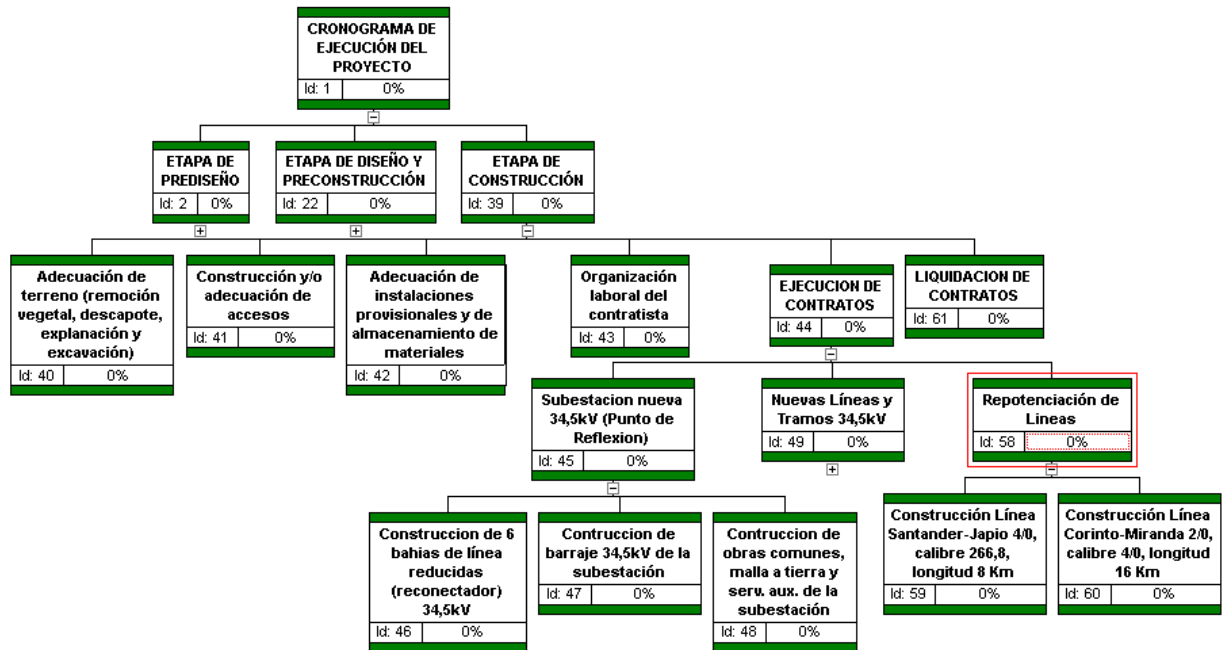 CRONOGRAMA DE
EJECUCIÓN DEL
PROYECTO
Id: 1 0%
ETAPA DE
PREDISEÑO
Id: 2 0%
ETAPA DE DISEÑO Y
PRECONSTRUCCIÓN
Id: 22 0%
ETAPA DE
CONSTRUCCIÓN
Id: 39 0%
Adecuación de
terreno (remoción
vegetal, descapote,
explanación y
excavación)
Id: 40 0%
Construcción y/o
adecuación de
accesos
Id: 41 0%
Adecuación de
instalaciones
provisionales y de
almacenamiento de
materiales
Id: 42 0%
Organización
laboral del
contratista
Id: 43 0%
EJECUCION DE
CONTRATOS
Id: 44 0%
LIQUIDACION DE
CONTRATOS
Id: 61 0%
Subestacion nueva
34,5kV (Punto de
Reflexion)
Id: 45 0%
Nuevas Líneas y
Tramos 34,5kV
Id: 49 0%
Repotenciación de
Lineas
Id: 58 0%
Construccion de 6
bahias de línea
reducidas
(reconectador)
34,5kV
Id: 46 0%
Contruccion de
barraje 34,5kV de la
subestación
Id: 47 0%
Contruccion de
obras comunes,
malla a tierra y
serv. aux. de la
subestación
Id: 48 0%
Construcción Línea
Santander-Japio 4/0,
calibre 266,8,
longitud 8 Km
Id: 59 0%
Construcción Línea
Corinto-Miranda 2/0,
calibre 4/0, longitud
16 Km
Id: 60 0%